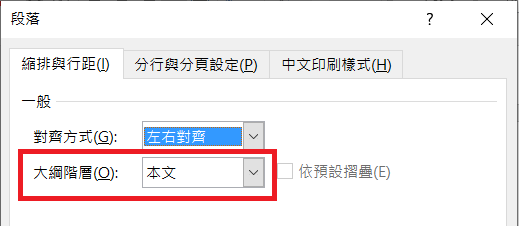 段落
縮排與行距(I) 分行與分頁設定(P) 中文印刷樣式(H)
一般
對齊方式(G): 左右對齊
大綱階層(O): 本文 依預設摺疊(E)